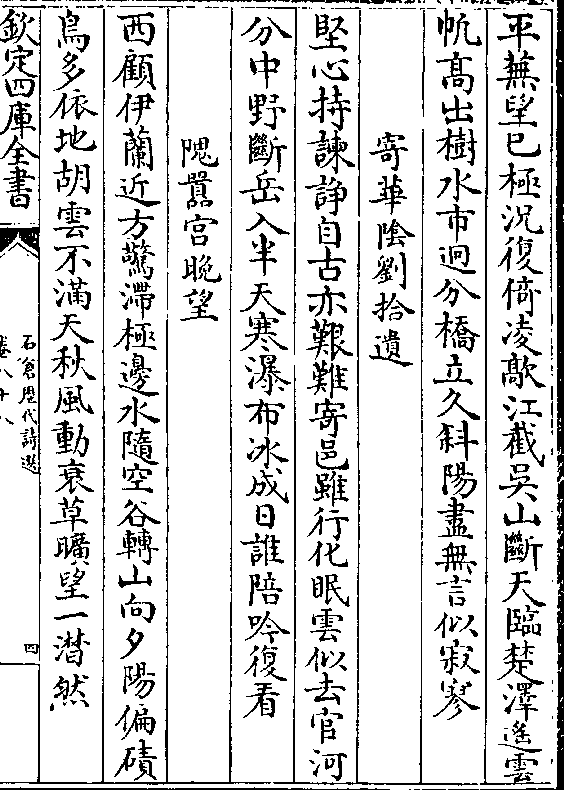 平蕪望已極況復倚凌歊江截吳山斷天臨楚澤遙雲
帆高出樹水市迥分橋立久斜陽盡無言似寂寥
寄華陰劉拾遺
堅心持諫諍自古亦艱難寄邑雖行化眠雲似去官河
分中野斷岳入半天寒瀑布冰成日誰陪吟復看
隗囂宮晚望
西顧伊蘭近方驚滯極邊水隨空谷轉山向夕陽偏磧
鳥多依地胡雲不滿天秋風動衰草曠望一潸然
欽定四庫全書
石倉歷代詩選
卷八十八
四